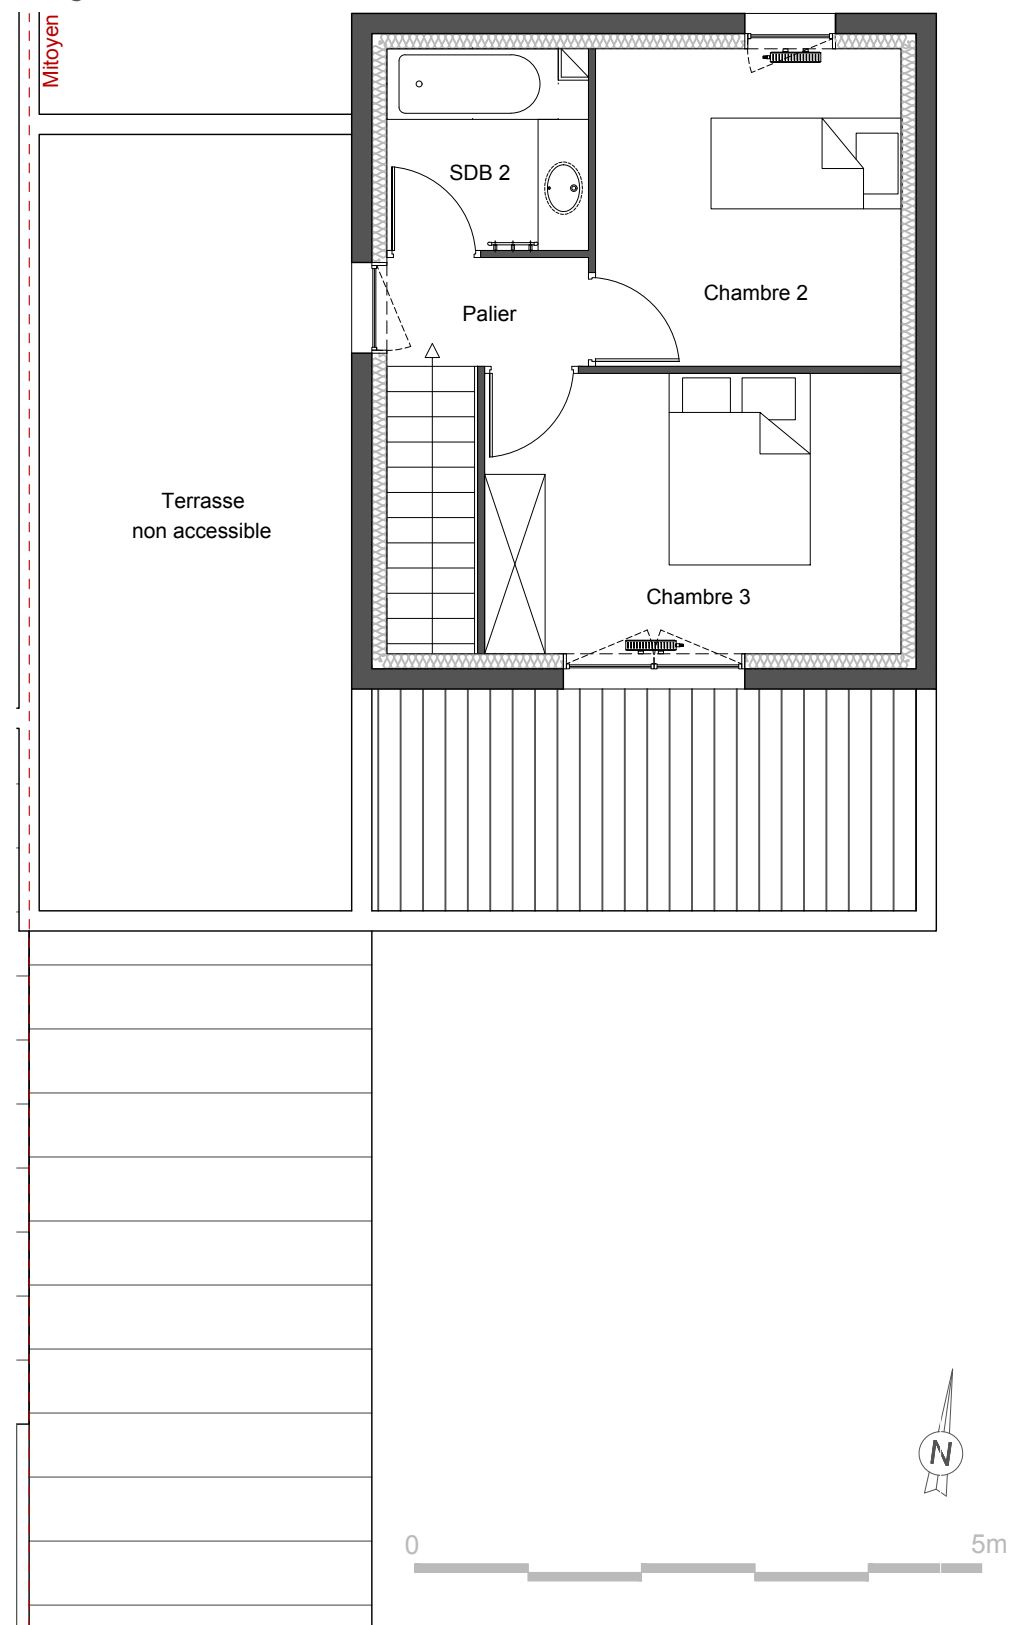 Mitoyen
SDB 2
Chambre 2
Palier
Terrasse
non accessible
Chambre 3
N
0
5m